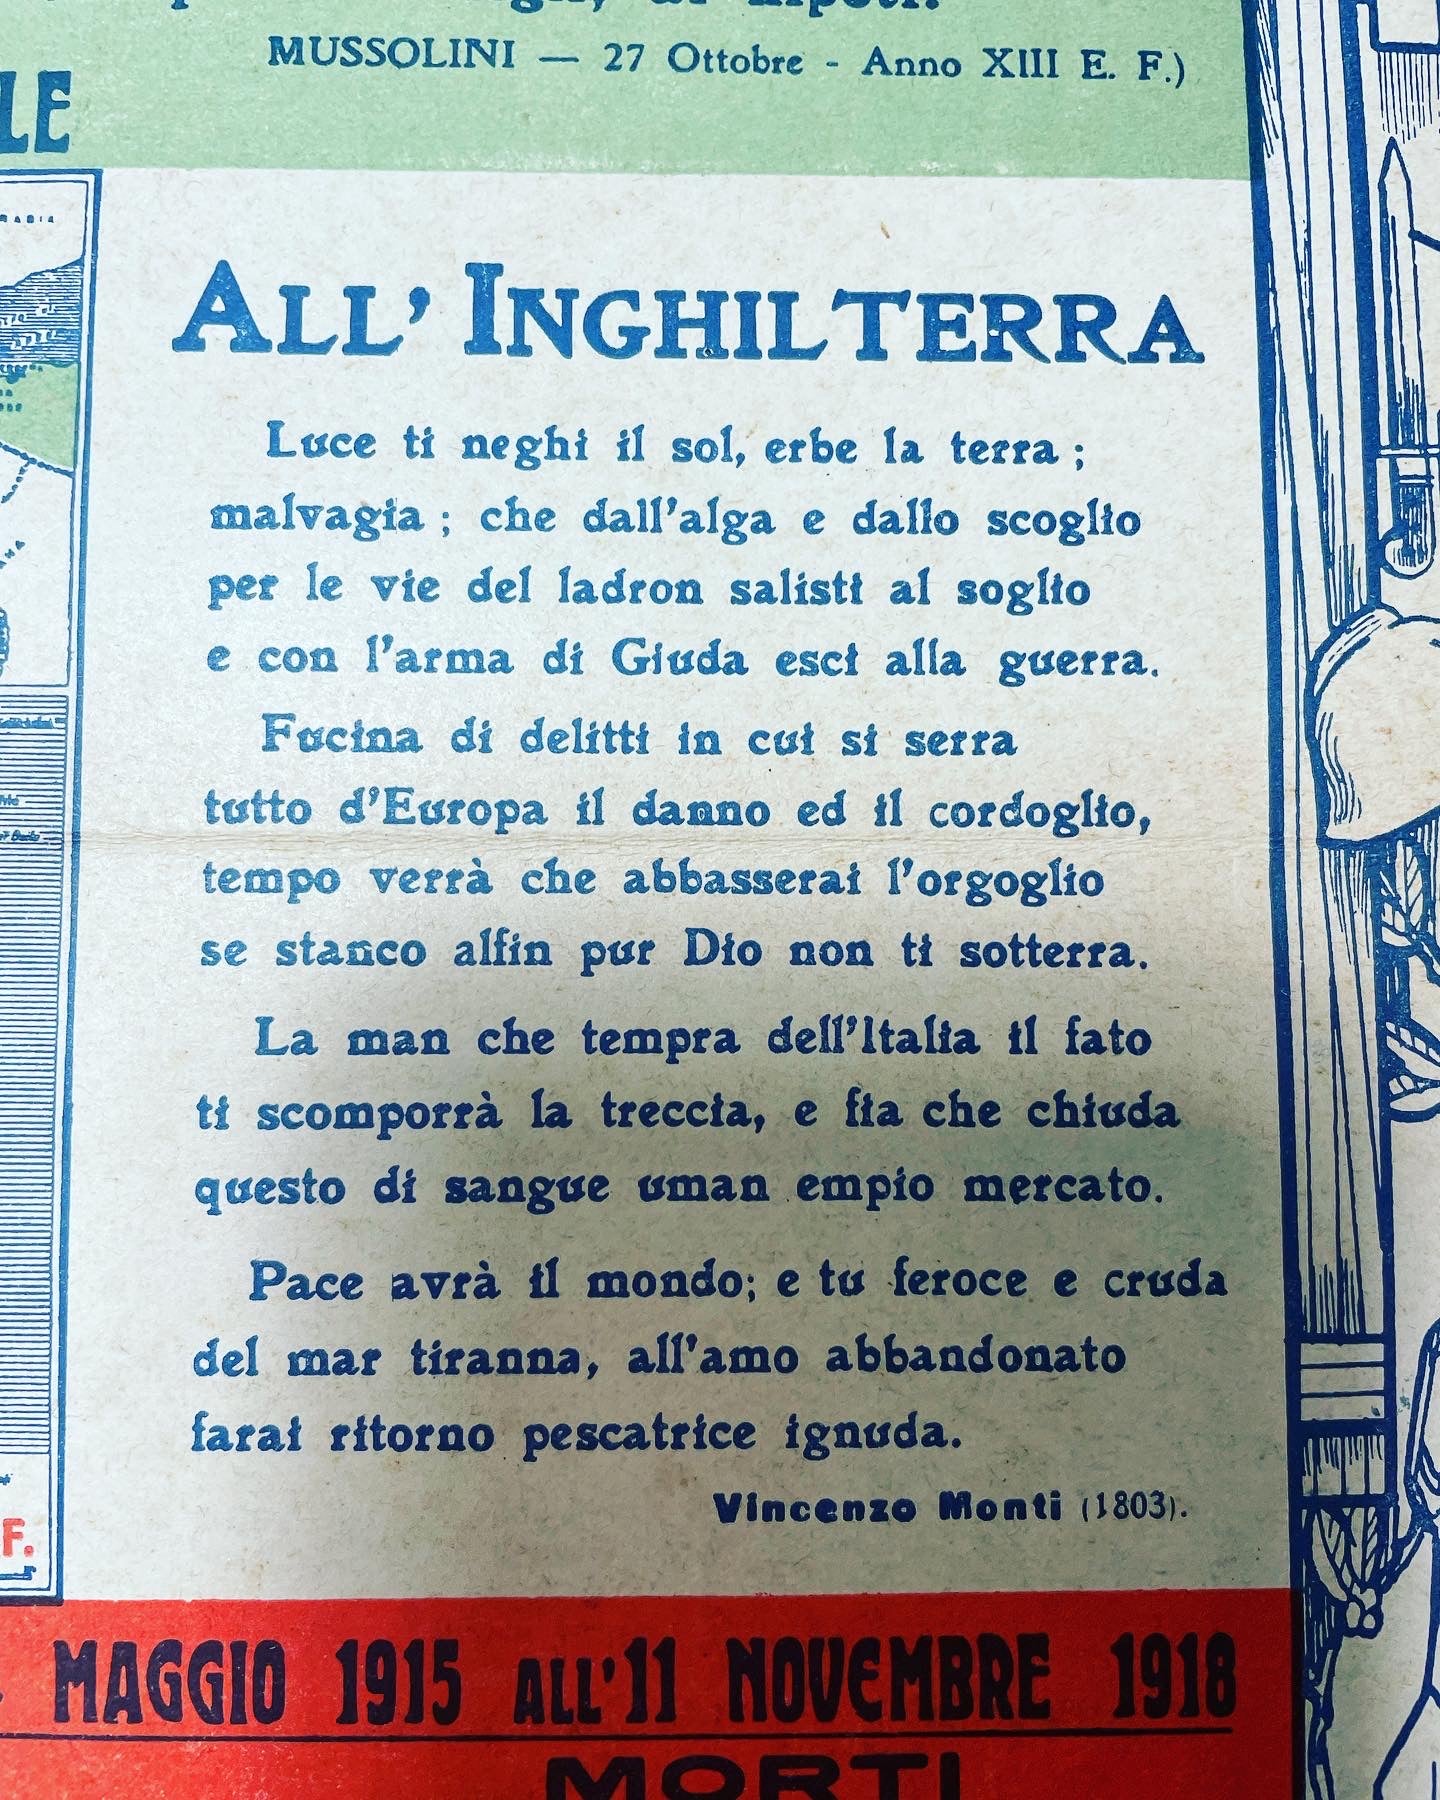 MUSSOLINI — 27 Ottobre - Anno XIII E. F.)
LE
ALL' INGHILTERRA
Luce ti neghi il sol, erbe la terra ;
malvagia ; che dall'alga e dallo scoglio
per le vie del ladron salisti al soglio
e con l'arma di Giuda esci alla guerra.
Fucina di delitti in cui si serra
tutto d'Europa il danno ed il cordoglio,
tempo verrà che abbasserai l'orgoglio
se stanco alfin pur Dio non ti sotterra.
La man che tempra dell'Italia il fato
ti scomporrà la treccia, e fia che chiuda
questo di sangue uman empio mercato.
Pace avrà il mondo; e tu feroce e cruda
del mar tiranna, all'amo abbandonato
farai ritorno pescatrice ignuda.
Vincenzo Monti (1803).
F.
MAGGIO 1915 ALL'11 NOVEMBRE 1918
MORTI